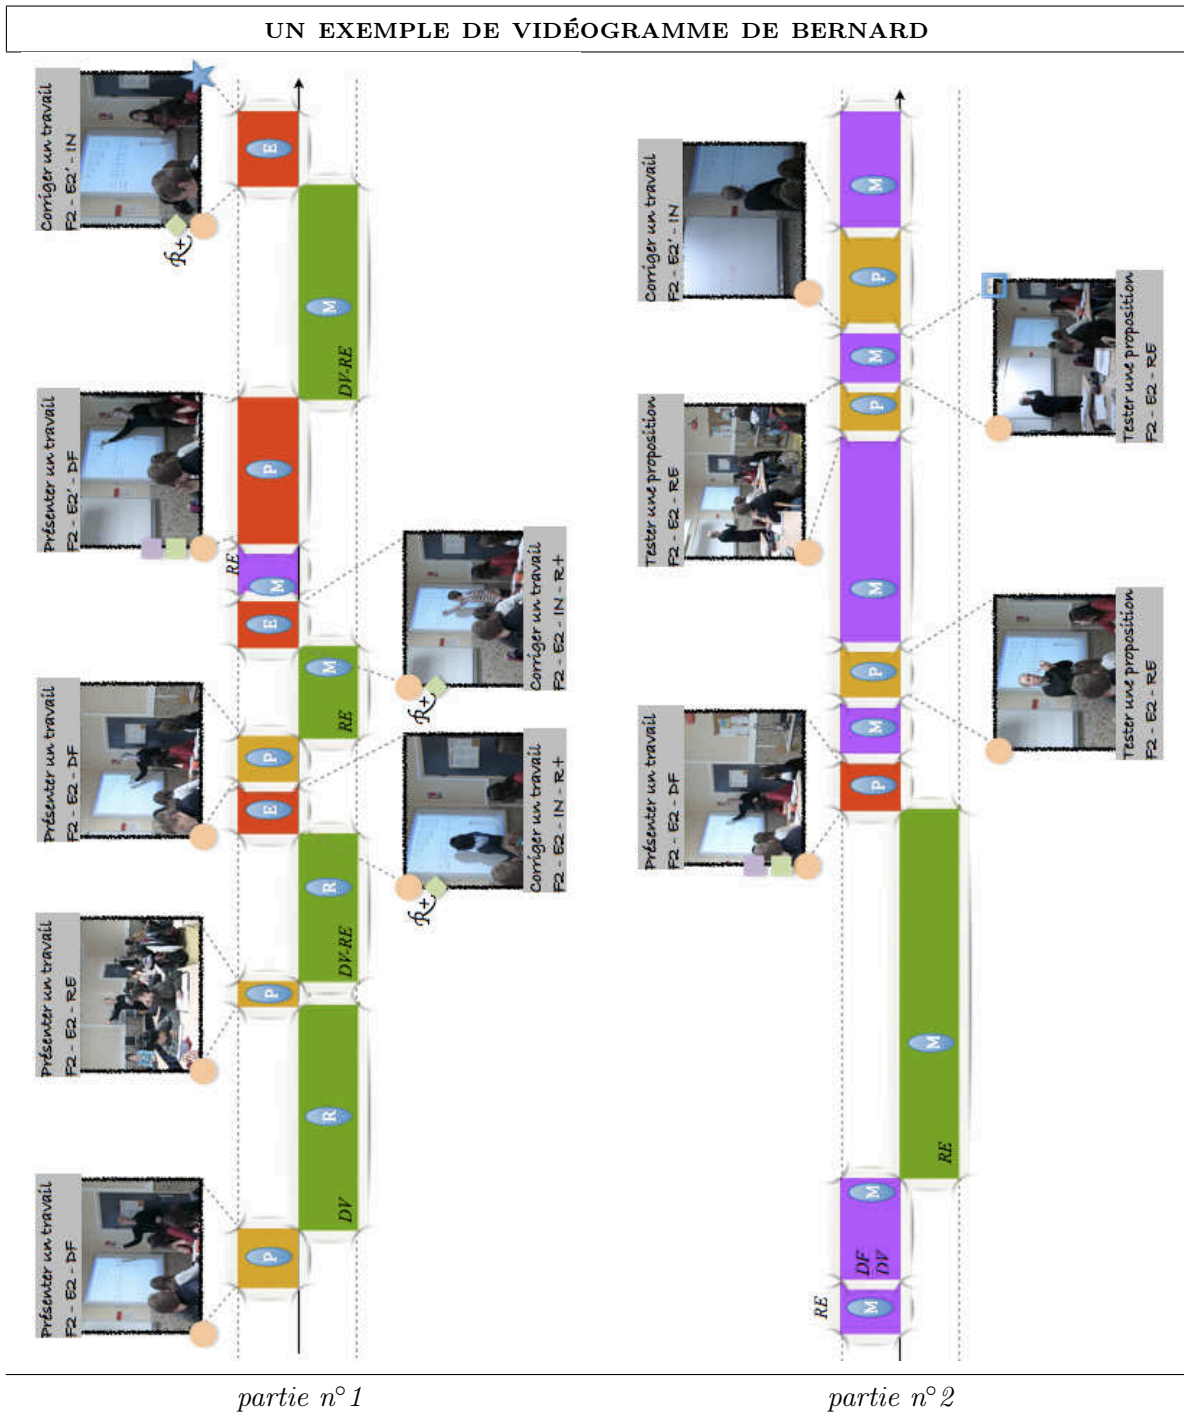 UN EXEMPLE DE VIDÉOGRAMME DE BERNARD
Corriger un travail
F2 - E2' - IN
R+
E
M
DV-RE
Présenter un travail
F2 - E2' - DF
P
RE
M
E
Corriger un travail
F2 - E2 - IN - R+
R+
M
RE
Présenter un travail
F2 - E2 - DF
P
E
Corriger un travail
F2 - E2 - IN - R+
R+
R
DV-RE
Présenter un travail
F2 - E2 - RE
P
R
DV
Présenter un travail
F2 - E2 - DF
P
partie n° 1
M
Corriger un travail
F2 - E2' - IN
P
M
Tester une proposition
F2 - E2 - RE
Tester une proposition
F2 - E2 - RE
P
M
P
Tester une proposition
F2 - E2 - RE
M
Présenter un travail
F2 - E2 - DF
P
M
RE
M
DF
DV
M
RE
partie n° 2